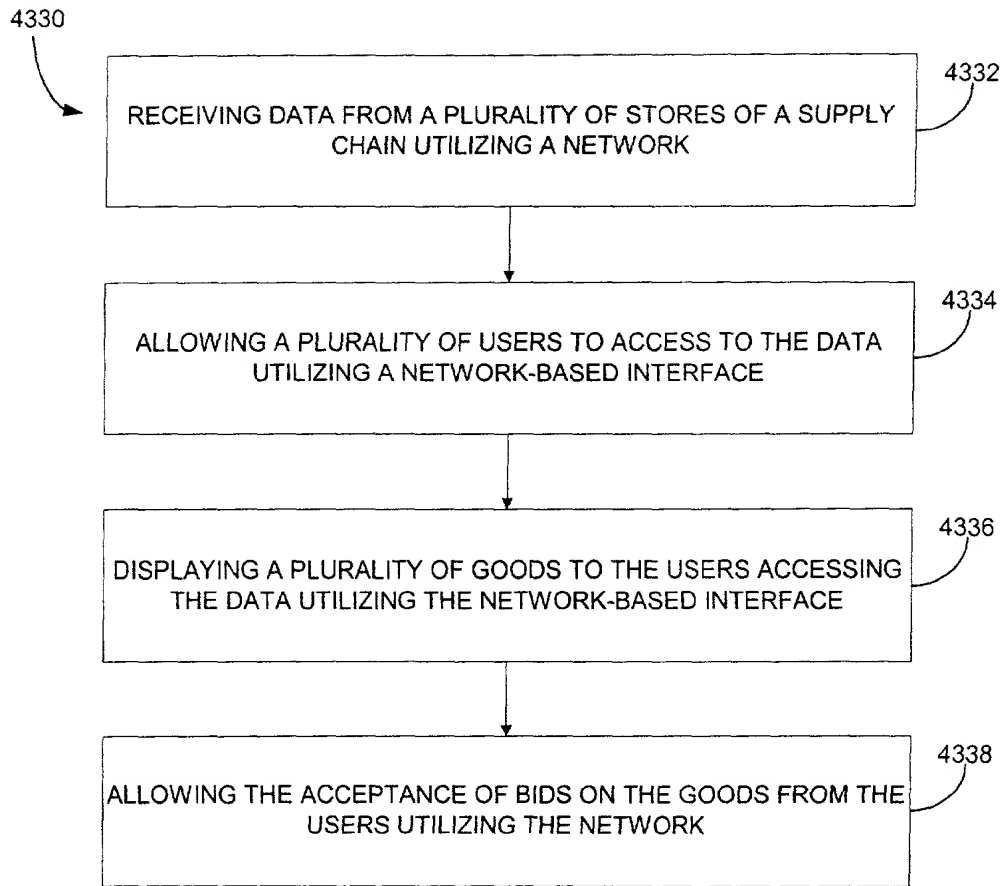 4330
4332
RECEIVING DATA FROM A PLURALITY OF STORES OF A SUPPLY
CHAIN UTILIZING A NETWORK
4334
ALLOWING A PLURALITY OF USERS TO ACCESS TO THE DATA
UTILIZING A NETWORK-BASED INTERFACE
4336
DISPLAYING A PLURALITY OF GOODS TO THE USERS ACCESSING
THE DATA UTILIZING THE NETWORK-BASED INTERFACE
4338
ALLOWING THE ACCEPTANCE OF BIDS ON THE GOODS FROM THE
USERS UTILIZING THE NETWORK